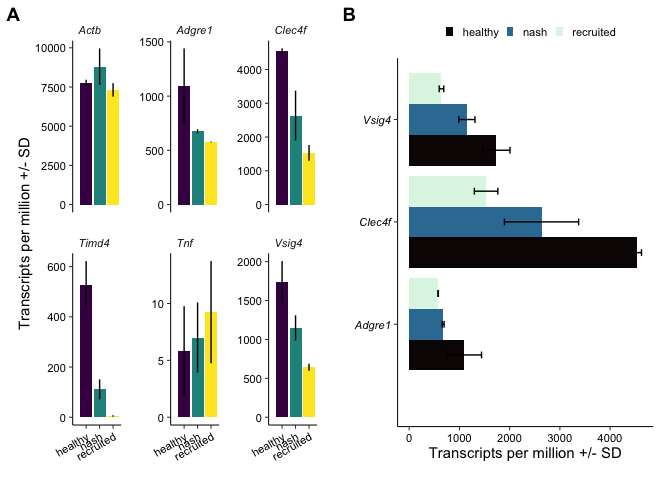 A
B
Actb
Adgre1
Clec4f
10000
7500
5000
2500
0
1500
1000
500
0
4000
3000
2000
1000
0
Timd4
Tnf
Vsig4
600
400
200
0
10
5
0
2000
1500
1000
500
0
healthy
nash
recruited
healthy
nash
recruited
healthy
nash
recruited
Transcripts per million +/- SD
healthy nash recruited
Vsig4
Clec4f
Adgre1
0 1000 2000 3000 4000
Transcripts per million +/- SD